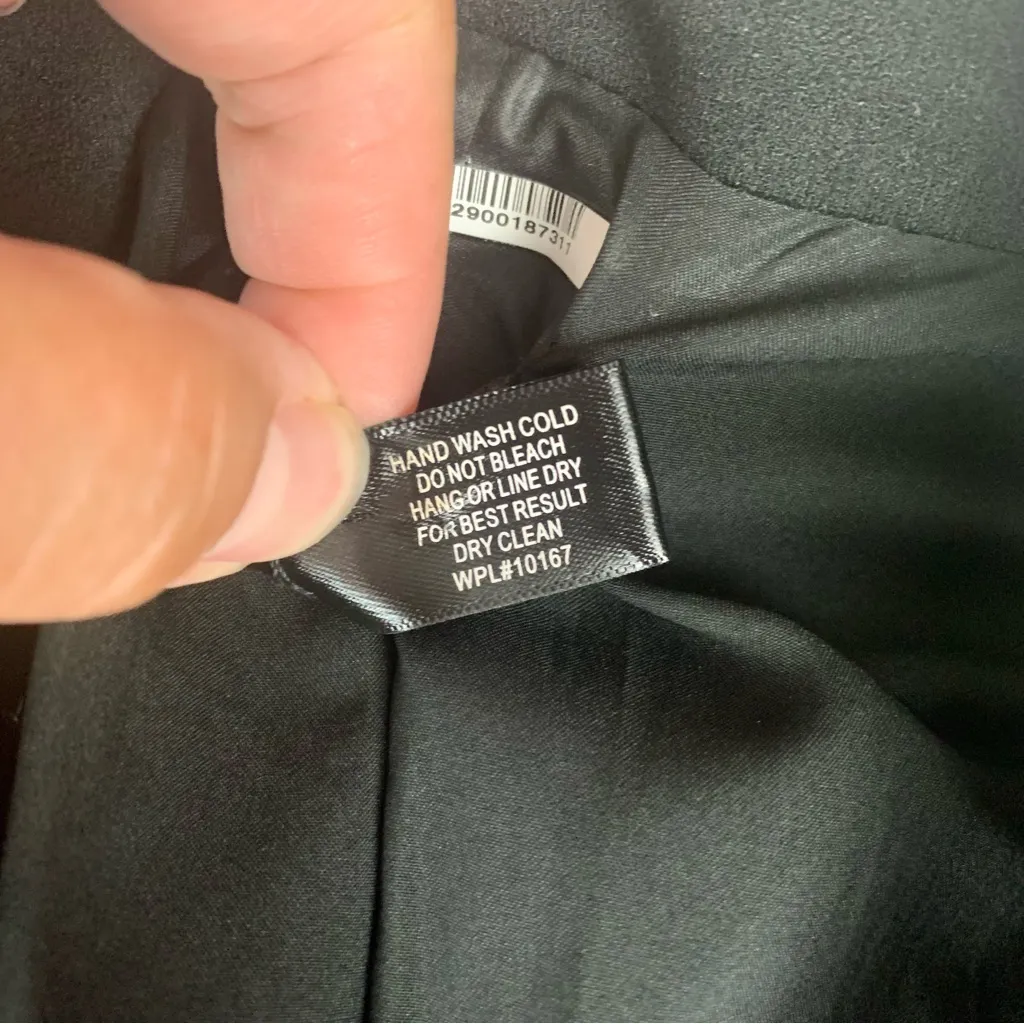 2900187311
HAND WASH COLD
DO NOT BLEACH
HANG OR LINE DRY
FOR BEST RESULT
DRY CLEAN
WPL#10167